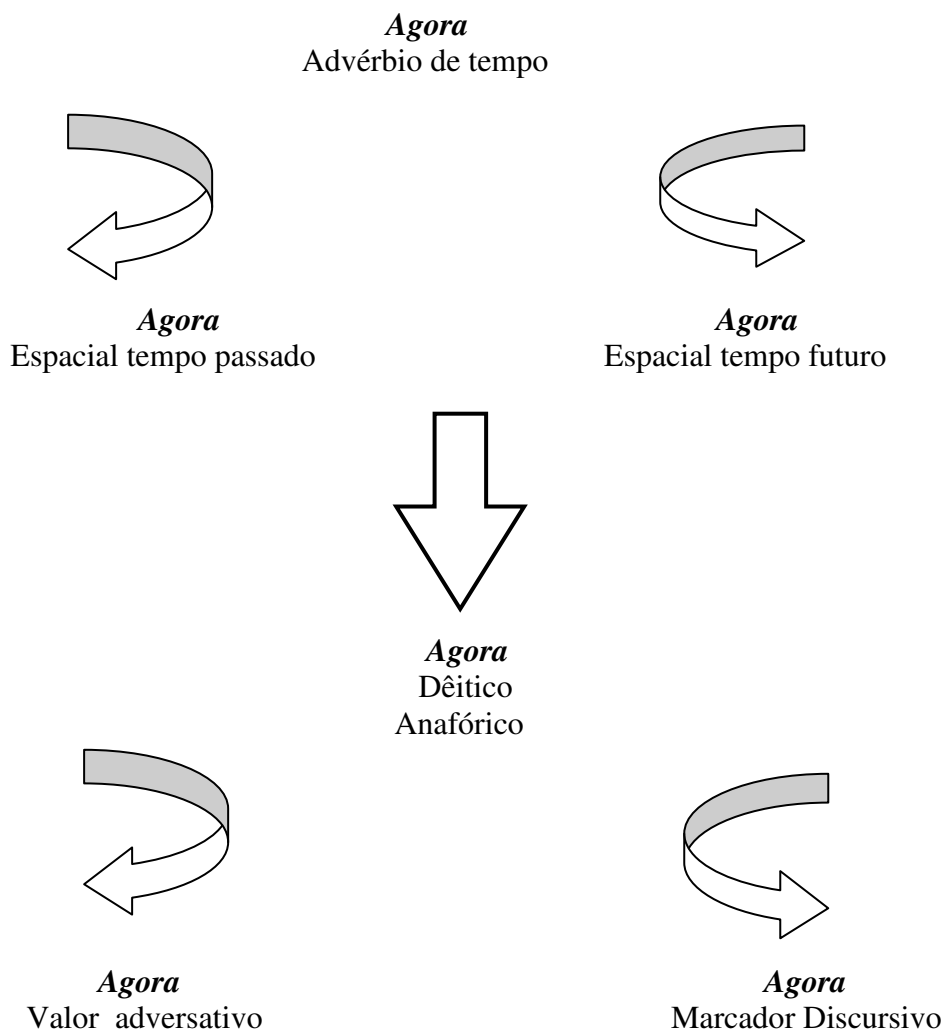 Agora
Advérbio de tempo
Agora
Espacial tempo passado
Agora
Espacial tempo futuro
Agora
Dêitico
Anafórico
Agora
Valor adversativo
Agora
Marcador Discursivo